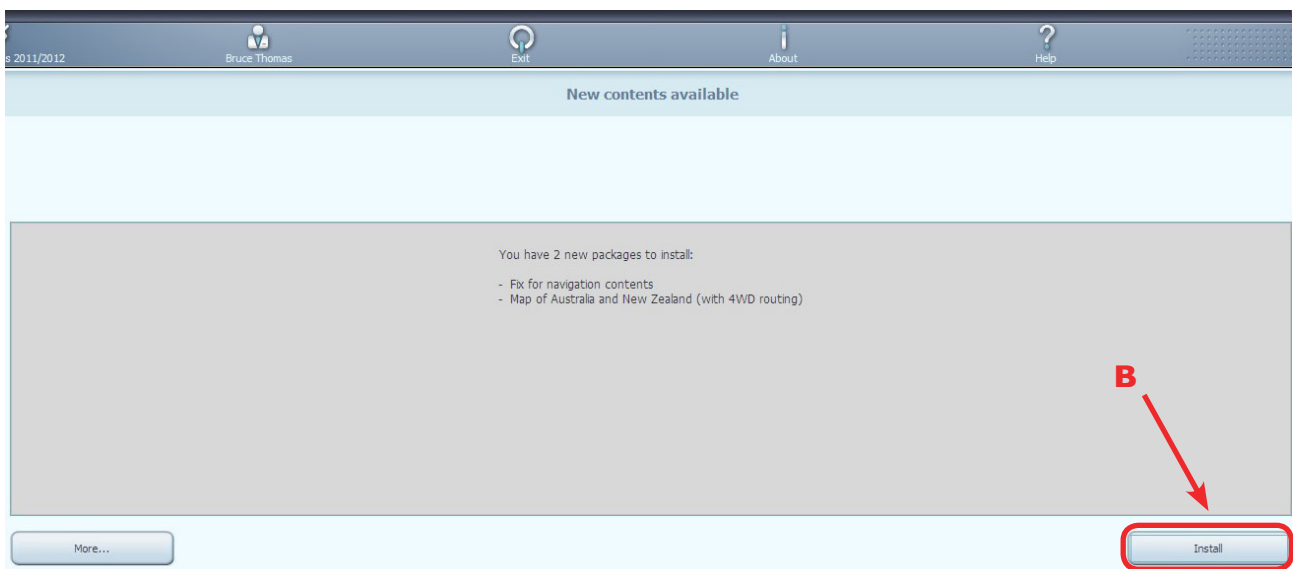 s 2011/2012 Bruce Thomas Exit About Help
New contents available
You have 2 new packages to install:
- Fix for navigation contents
- Map of Australia and New Zealand (with 4WD routing)
B
More... Install